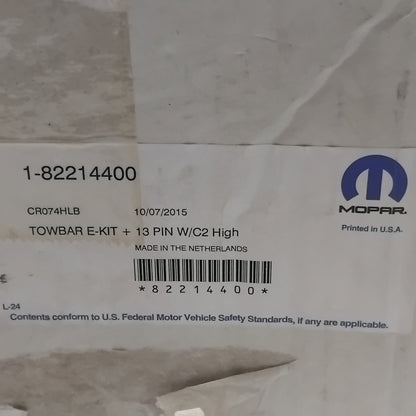 1-82214400
MOPAR.
CR074HLB 10/07/2015
Printed in U.S.A.
TOWBAR E-KIT + 13 PIN W/C2 High
MADE IN THE NETHERLANDS
*82214400*
L-24
Contents conform to U.S. Federal Motor Vehicle Safety Standards, if any are applicable.